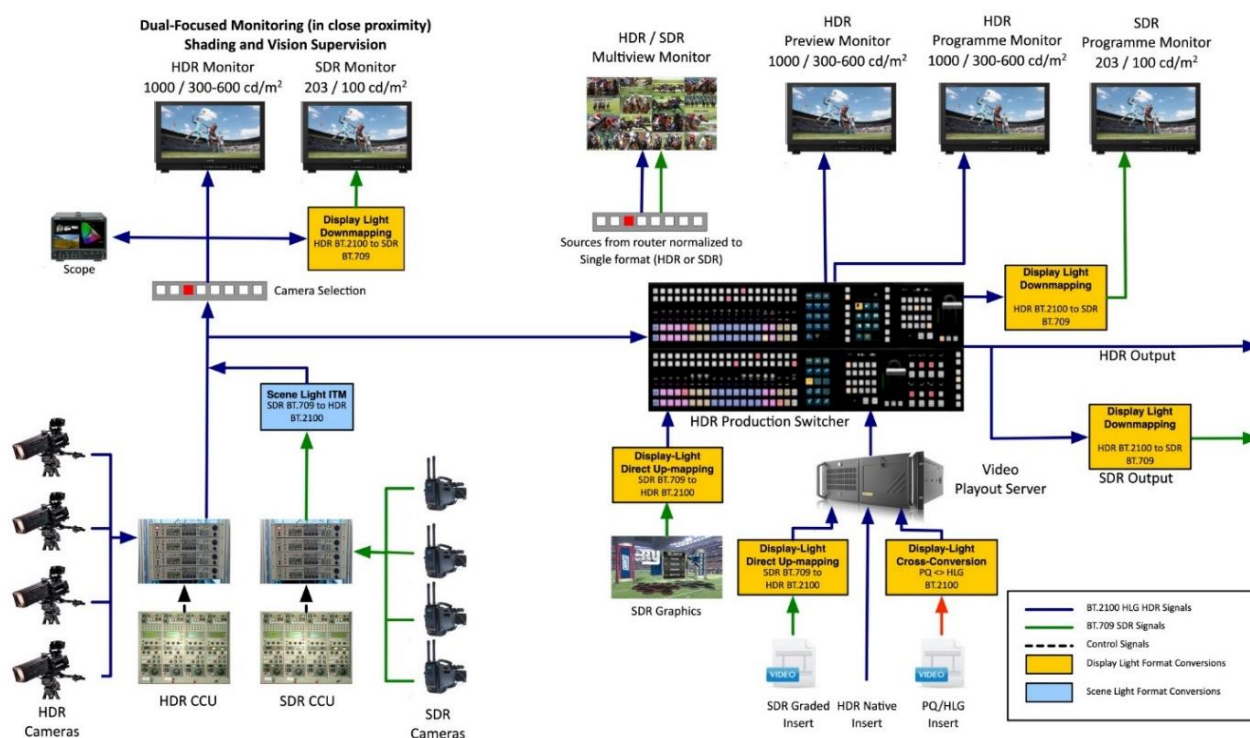 Dual-Focused Monitoring (in close proximity)
Shading and Vision Supervision
HDR Monitor
1000 / 300-600 cd/m²
SDR Monitor
203 / 100 cd/m²
HDR / SDR
Multiview Monitor
HDR
Preview Monitor
1000 / 300-600 cd/m²
HDR
Programme Monitor
1000 / 300-600 cd/m²
SDR
Programme Monitor
203 / 100 cd/m²
Scope
Display Light
Downmapping
HDR BT.2100 to SDR
BT.709
Camera Selection
Sources from router normalized to
Single format (HDR or SDR)
Display Light
Downmapping
HDR BT.2100 to SDR
BT.709
HDR Output
Scene Light ITM
SDR BT.709 to HDR
BT.2100
HDR Production Switcher
Display Light
Downmapping
HDR BT.2100 to SDR
BT.709
SDR Output
Display-Light
Direct Up-mapping
SDR BT.709 to
HDR BT.2100
Video
Playout Server
SDR Graphics
Display-Light
Direct Up-mapping
SDR BT.709 to
HDR BT.2100
Display-Light
Cross-Conversion
PQ <> HLG
BT.2100
VIDEO
VIDEO
SDR Graded
Insert
HDR Native
Insert
PQ/HLG
Insert
HDR
Cameras
HDR CCU
SDR CCU
SDR
Cameras
BT.2100 HLG HDR Signals
BT.709 SDR Signals
Control Signals
Display Light Format Conversions
Scene Light Format Conversions